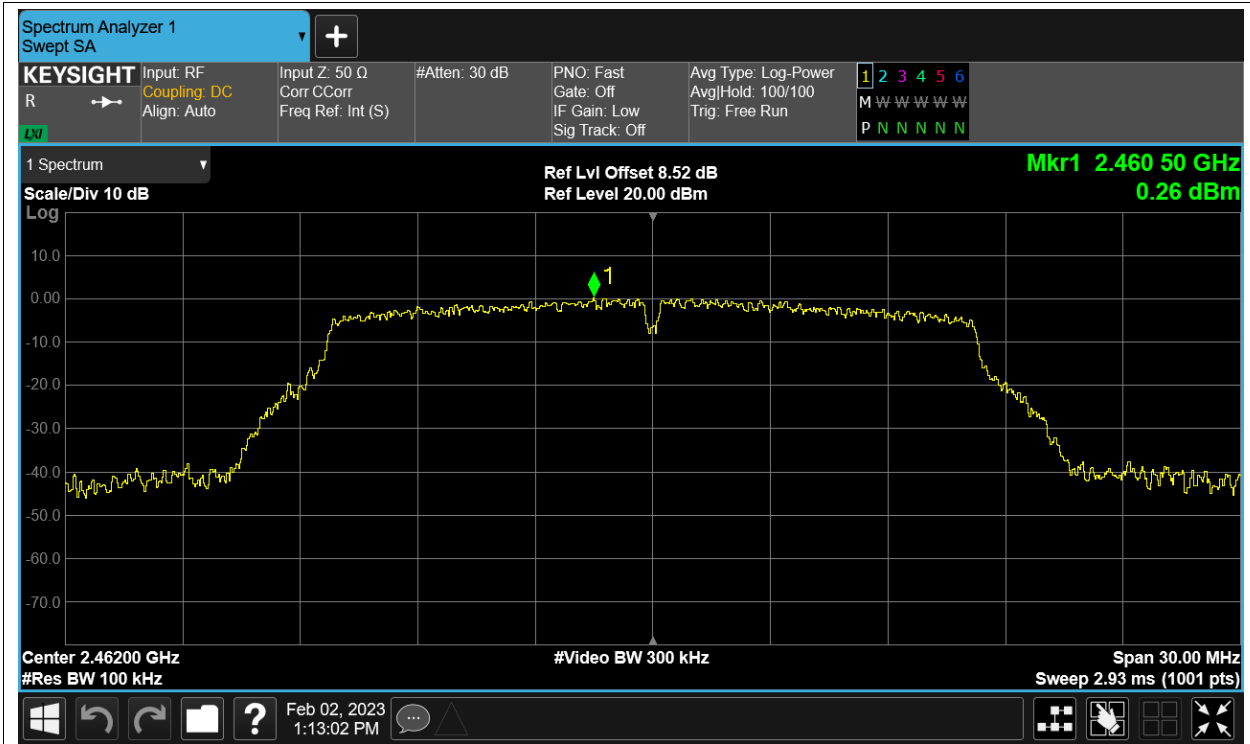 Spectrum Analyzer 1
Swept SA
KEYSIGHT
R
LXI
Input: RF
Coupling: DC
Align: Auto
Input Z: 50 Ω
Corr CCorr
Freq Ref: Int (S)
#Atten: 30 dB
PNO: Fast
Gate: Off
IF Gain: Low
Sig Track: Off
Avg Type: Log-Power
Avg|Hold: 100/100
Trig: Free Run
1 2 3 4 5 6
M W W W W W
P N N N N N
1 Spectrum
Scale/Div 10 dB
Ref Lvl Offset 8.52 dB
Ref Level 20.00 dBm
Mkr1 2.460 50 GHz
0.26 dBm
Log
10.0
0.00
-10.0
-20.0
-30.0
-40.0
-50.0
-60.0
-70.0
1
Center 2.46200 GHz
#Res BW 100 kHz
#Video BW 300 kHz
Span 30.00 MHz
Sweep 2.93 ms (1001 pts)
?
Feb 02, 2023
1:13:02 PM